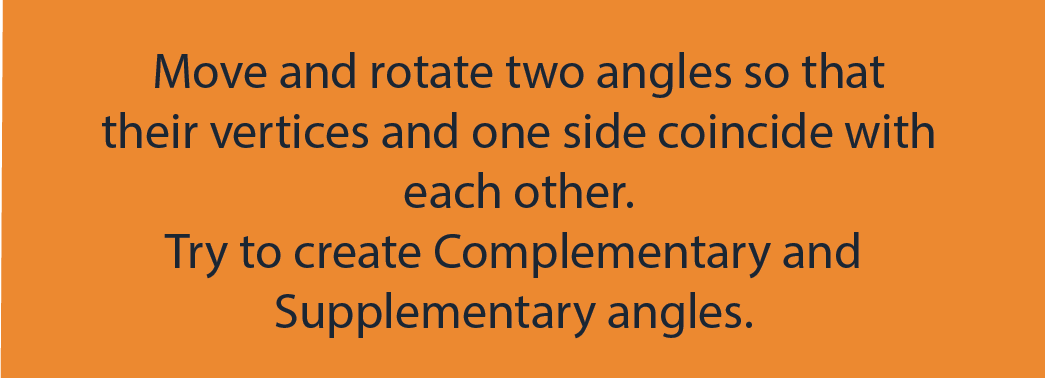 Move and rotate two angles so that
their vertices and one side coincide with
each other.
Try to create Complementary and
Supplementary angles.